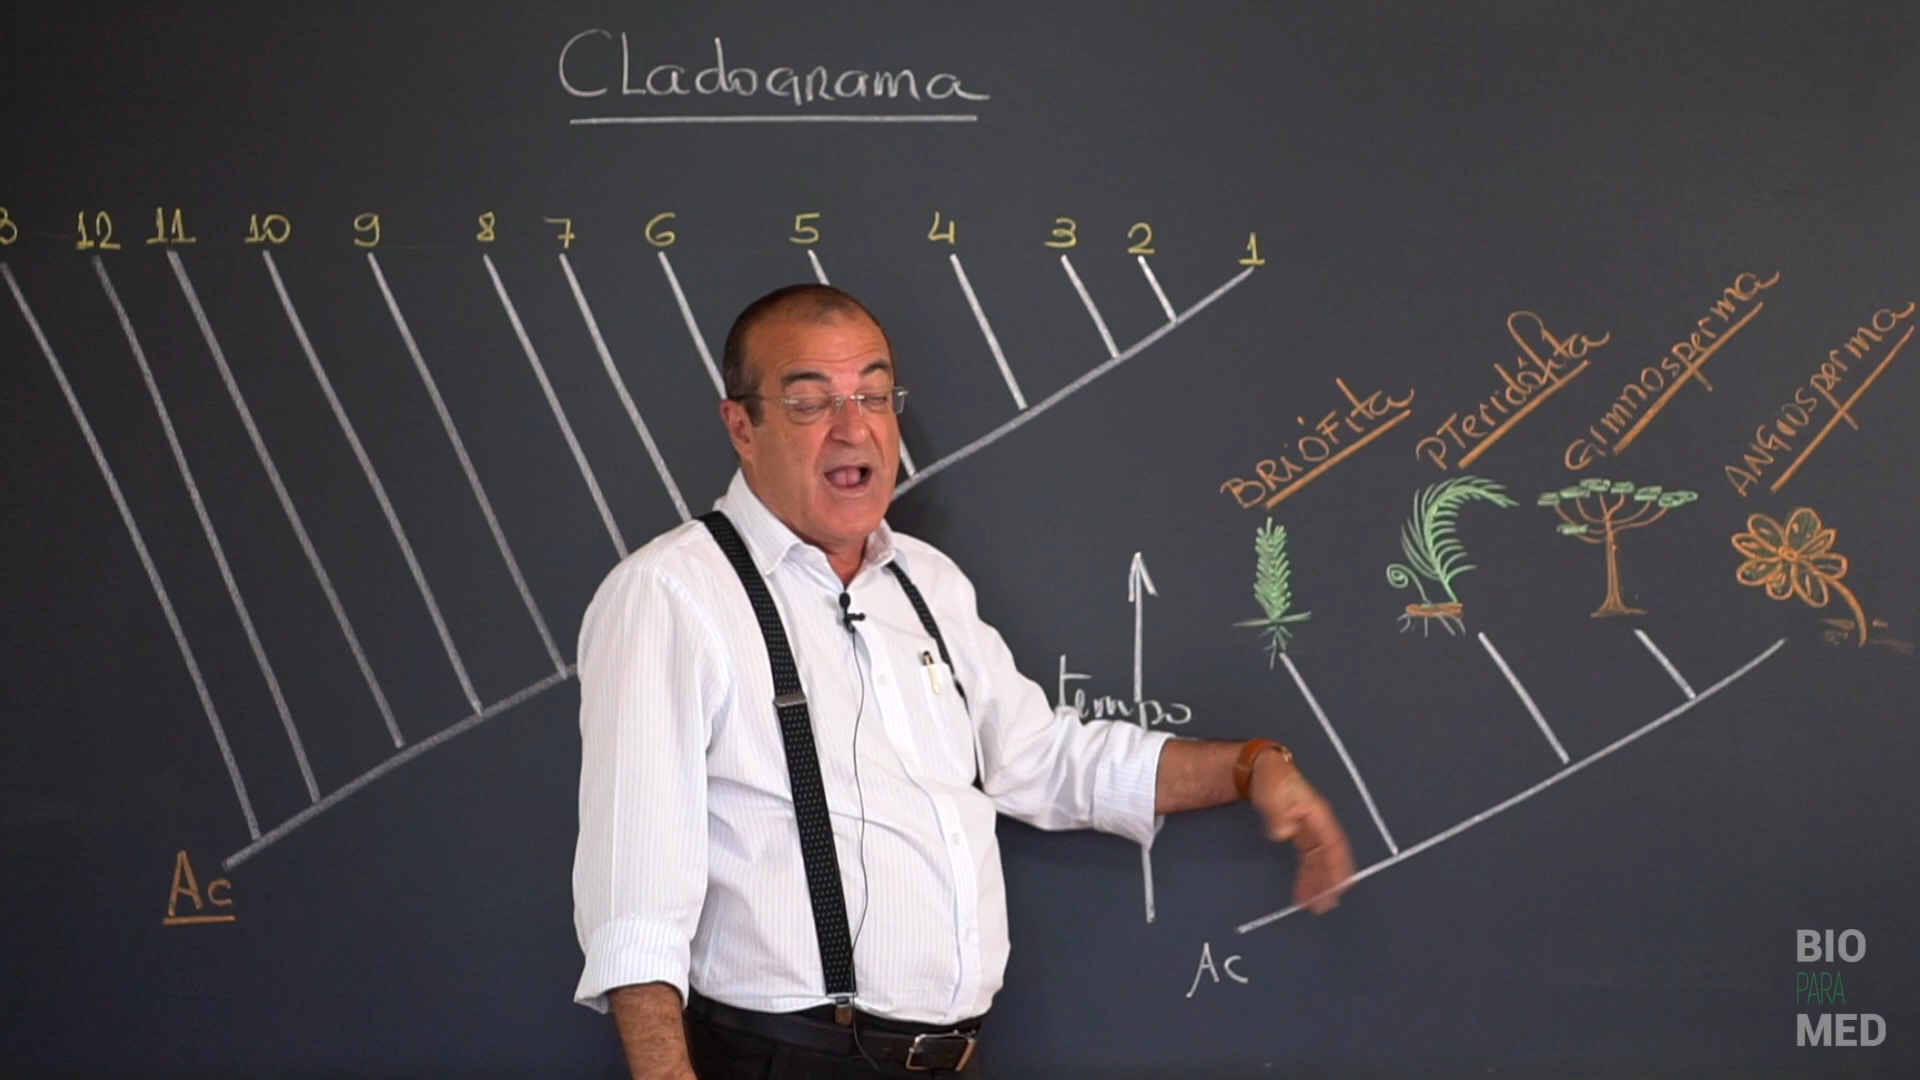 CLadograma
3 12 11 10 9 8 7 6 5 4 3 2 1
BRIÓFita
PTeridófita
Gimnosperma
ANGiosperma
tempo
Ac
Ac
BIO
PARA
MED